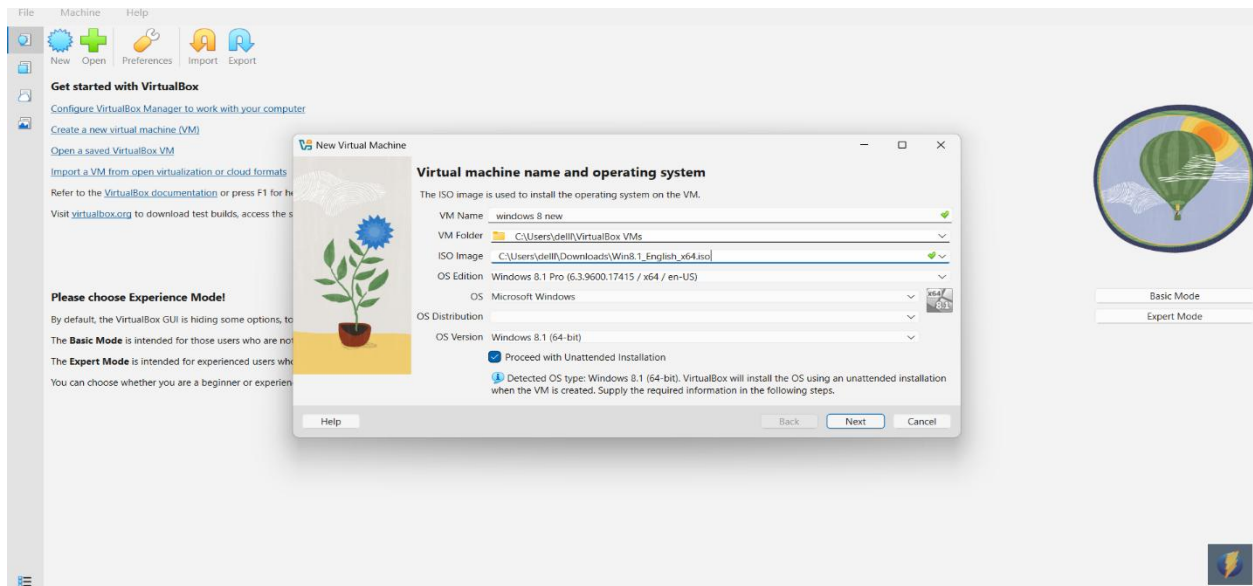 File Machine Help
New Open Preferences Import Export
Get started with VirtualBox
Configure VirtualBox Manager to work with your computer
Create a new virtual machine (VM)
Open a saved VirtualBox VM
Import a VM from open virtualization or cloud formats
Refer to the VirtualBox documentation or press F1 for
Visit virtualbox.org to download test builds, access the
Please choose Experience Mode!
By default, the VirtualBox GUI is hiding some options,
The Basic Mode is intended for those users who are
The Expert Mode is intended for experienced users
You can choose whether you are a beginner or
Basic Mode
Expert Mode
New Virtual Machine
Virtual machine name and operating system
The ISO image is used to install the operating system on the VM.
VM Name windows 8 new
VM Folder C:\Users\delll\VirtualBox VMs
ISO Image C:\Users\delll\Downloads\Win8.1_English_x64.iso
OS Edition Windows 8.1 Pro (6.3.9600.17415 / x64 / en-US)
OS Microsoft Windows
x64
8.1
OS Distribution
OS Version Windows 8.1 (64-bit)
Proceed with Unattended Installation
Detected OS type: Windows 8.1 (64-bit). VirtualBox will install the OS using an unattended installation
when the VM is created. Supply the required information in the following steps.
Help Back Next Cancel